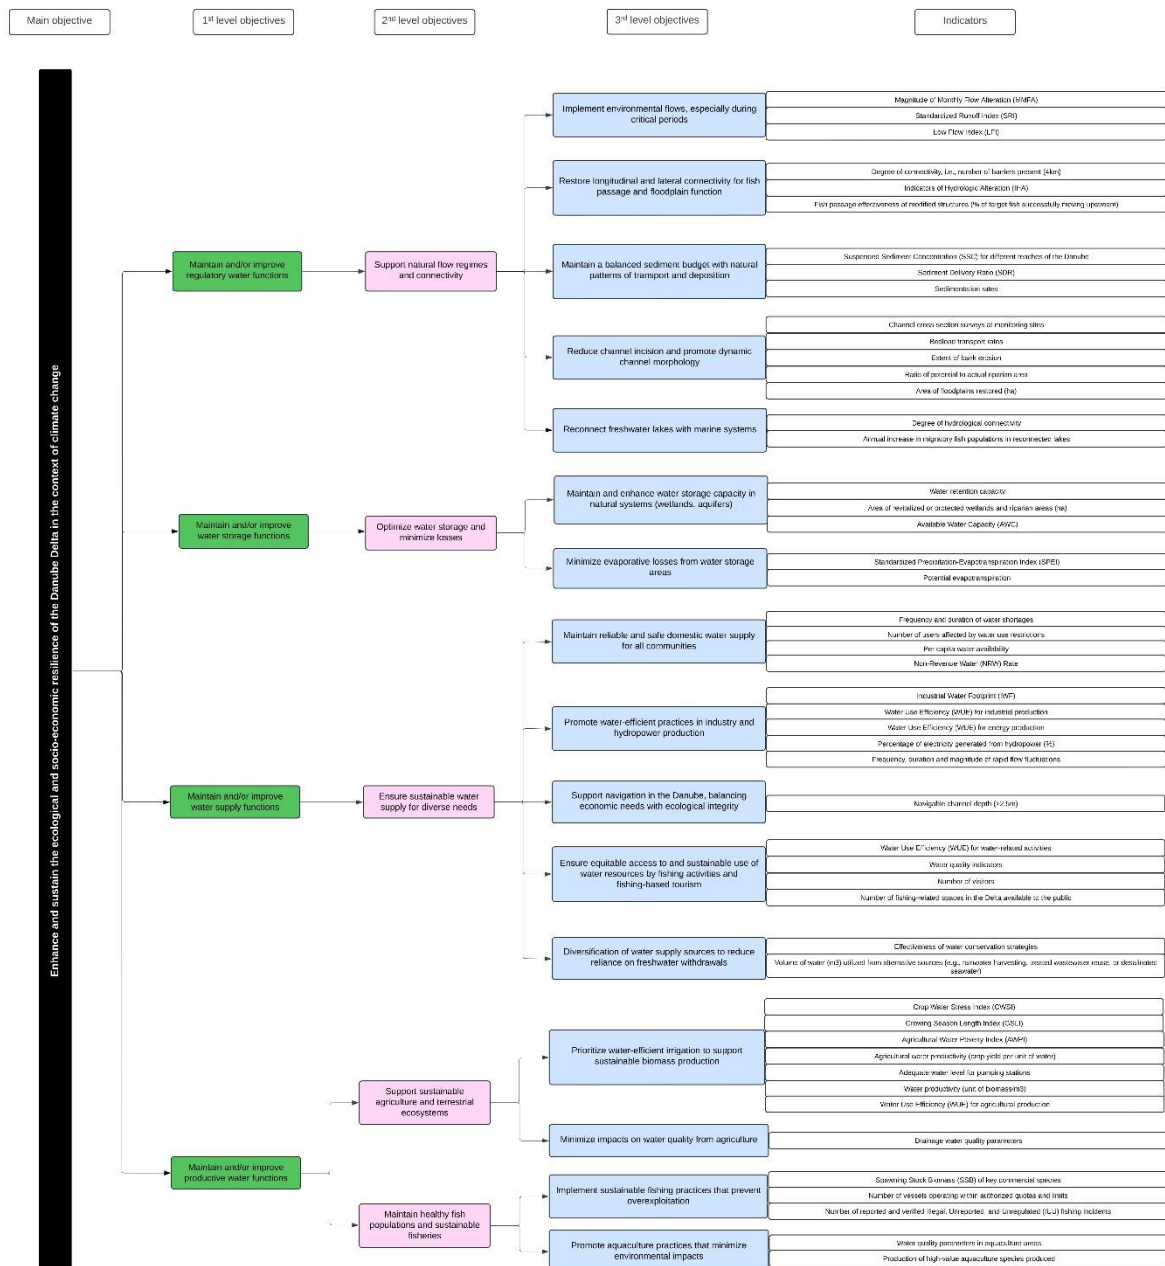 Main objective
1st level objectives
2nd level objectives
3rd level objectives
Indicators
Enhance and sustain the ecological and socio-economic resilience of the Danube Delta in the context of climate change
Maintain and/or improve
regulatory water functions
Support natural flow regimes
and connectivity
Implement environmental flows, especially during
critical periods
Magnitude of Monthly Flow Alteration (MMFA)
Standardized Runoff Index (SRI)
Low Flow Index (LFI)
Restore longitudinal and lateral connectivity for fish
passage and floodplain function
Degree of connectivity, i.e., number of barriers present (4km)
Indicators of Hydrologic Alteration (IHA)
Fish passage effectiveness at modified structures (% of target fish successfully moving upstream)
Maintain a balanced sediment budget with natural
patterns of transport and deposition
Suspended Sediment Concentration (SSC) for different reaches of the Danube
Sediment Delivery Ratio (SDR)
Sedimentation rates
Reduce channel incision and promote dynamic
channel morphology
Channel cross-section surveys at monitoring sites
Bedload transport rates
Extent of bank erosion
Ratio of potential to actual riparian area
Area of floodplains restored (ha)
Reconnect freshwater lakes with marine systems
Degree of hydrological connectivity
Annual increase in migratory fish populations in reconnected lakes
Maintain and/or improve
water storage functions
Optimize water storage and
minimize losses
Maintain and enhance water storage capacity in
natural systems (wetlands, aquifers)
Water retention capacity
Area of revitalized or protected wetlands and riparian areas (ha)
Available Water Capacity (AWC)
Minimize evaporative losses from water storage
areas
Standardized Precipitation-Evapotranspiration Index (SPEI)
Potential evapotranspiration
Maintain and/or improve
water supply functions
Ensure sustainable water
supply for diverse needs
Maintain reliable and safe domestic water supply
for all communities
Frequency and duration of water shortages
Number of users affected by water use restrictions
Per capita water availability
Non-Revenue Water (NRW) Rate
Promote water-efficient practices in industry and
hydropower production
Industrial Water Footprint (IWF)
Water Use Efficiency (WUE) for industrial production
Water Use Efficiency (WUE) for energy production
Percentage of electricity generated from hydropower (%)
Frequency, duration and magnitude of rapid flow fluctuations
Support navigation in the Danube, balancing
economic needs with ecological integrity
Navigable channel depth (>2.5m)
Ensure equitable access to and sustainable use of
water resources by fishing activities and
fishing-based tourism
Water Use Efficiency (WUE) for water-related activities
Water quality indicators
Number of visitors
Number of fishing-related spaces in the Delta available to the public
Diversification of water supply sources to reduce
reliance on freshwater withdrawals
Effectiveness of water conservation strategies
Volume of water (m3) utilized from alternative sources (e.g., rainwater harvesting, treated wastewater reuse, or desalinated
seawater)
Maintain and/or improve
productive water functions
Support sustainable
agriculture and terrestrial
ecosystems
Prioritize water-efficient irrigation to support
sustainable biomass production
Crop Water Stress Index (CWSI)
Growing Season Length Index (GSLI)
Agricultural Water Poverty Index (AWPI)
Agricultural water productivity (crop yield per unit of water)
Adequate water level for pumping stations
Water productivity (unit of biomass/m3)
Water Use Efficiency (WUE) for agricultural production
Minimize impacts on water quality from agriculture
Drainage water quality parameters
Maintain healthy fish
populations and sustainable
fisheries
Implement sustainable fishing practices that prevent
overexploitation
Spawning Stock Biomass (SSB) of key commercial species
Number of vessels operating within authorized quotas and limits
Number of reported and verified Illegal, Unreported, and Unregulated (IUU) fishing incidents
Promote aquaculture practices that minimize
environmental impacts
Water quality parameters in aquaculture areas
Production of high-value aquaculture species produced